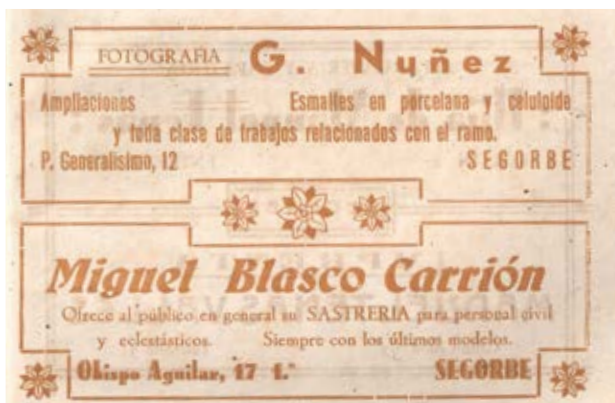 FOTOGRAFIA G. Nuñez
Ampliaciones Esmaltes en porcelana y celuloide
y toda clase de trabajos relacionados con el ramo.
P. Generalísimo, 12 SEGORBE
Miguel Blasco Carrión
Ofrece al público en general su SASTRERIA para personal civil
y eclestásticos. Siempre con los últimos modelos.
Obispo Aguilar, 17 1.° SEGORBE